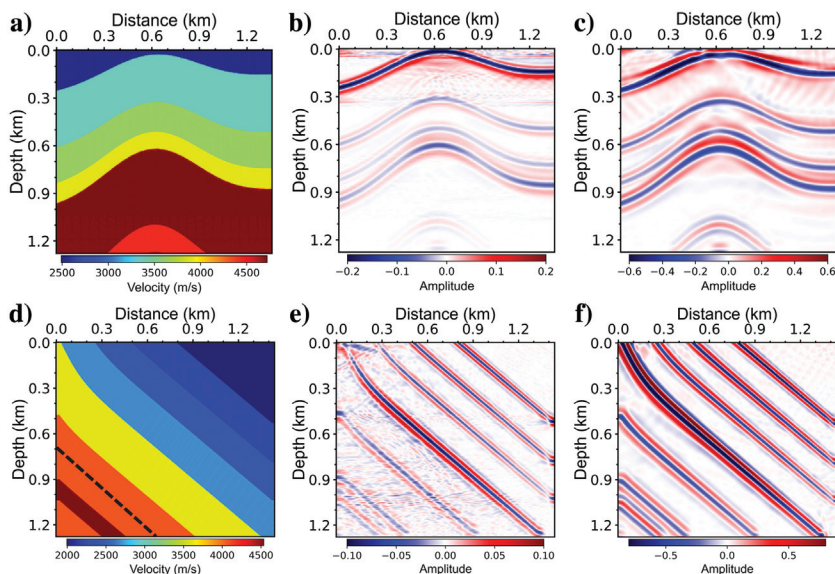 a)
Distance (km)
0.0 0.3 0.6 0.9 1.2
Depth (km)
0.0
0.3
0.6
0.9
1.2
2500 3000 3500 4000 4500
Velocity (m/s)
b)
Distance (km)
0.0 0.3 0.6 0.9 1.2
Depth (km)
0.0
0.3
0.6
0.9
1.2
−0.2 −0.1 0.0 0.1 0.2
Amplitude
c)
Distance (km)
0.0 0.3 0.6 0.9 1.2
Depth (km)
0.0
0.3
0.6
0.9
1.2
−0.6 −0.4 −0.2 0.0 0.2 0.4 0.6
Amplitude
d)
Distance (km)
0.0 0.3 0.6 0.9 1.2
Depth (km)
0.0
0.3
0.6
0.9
1.2
2000 2500 3000 3500 4000 4500
Velocity (m/s)
e)
Distance (km)
0.0 0.3 0.6 0.9 1.2
Depth (km)
0.0
0.3
0.6
0.9
1.2
−0.10 −0.05 0.00 0.05 0.10
Amplitude
f)
Distance (km)
0.0 0.3 0.6 0.9 1.2
Depth (km)
0.0
0.3
0.6
0.9
1.2
−0.5 0.0 0.5
Amplitude